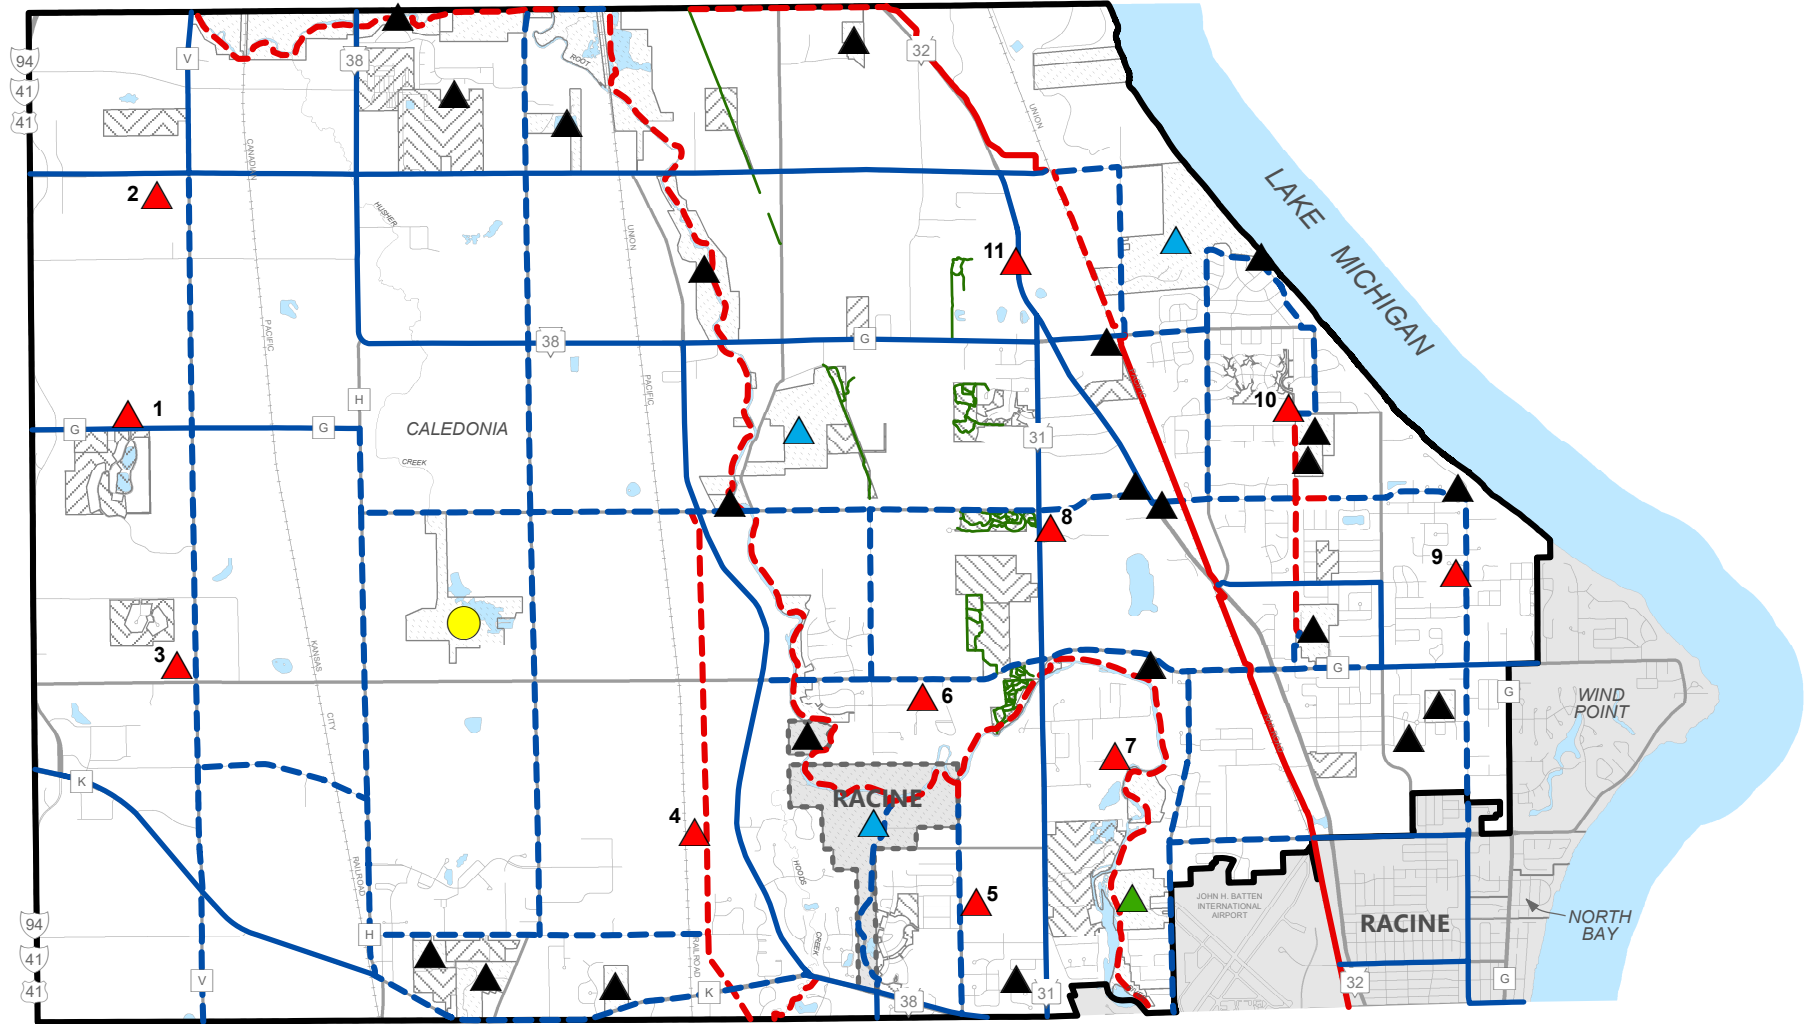 94
41
41
V
38
ROOT
32
UNION
CANADIAN
2
HUSHER
UNION
11
LAKE
MICHIGAN
PACIFIC
38
G
PACIFIC
H
1
G
G
CALEDONIA
10
31
CREEK
8
9
3
KANSAS
G
6
G
WIND
POINT
CITY
7
K
RACINE
4
HOODS
RAILROAD
5
JOHN H. BATTEN
INTERNATIONAL
AIRPORT
RACINE
NORTH
BAY
94
41
41
H
RAILROAD
CREEK
V
K
38
31
32
G